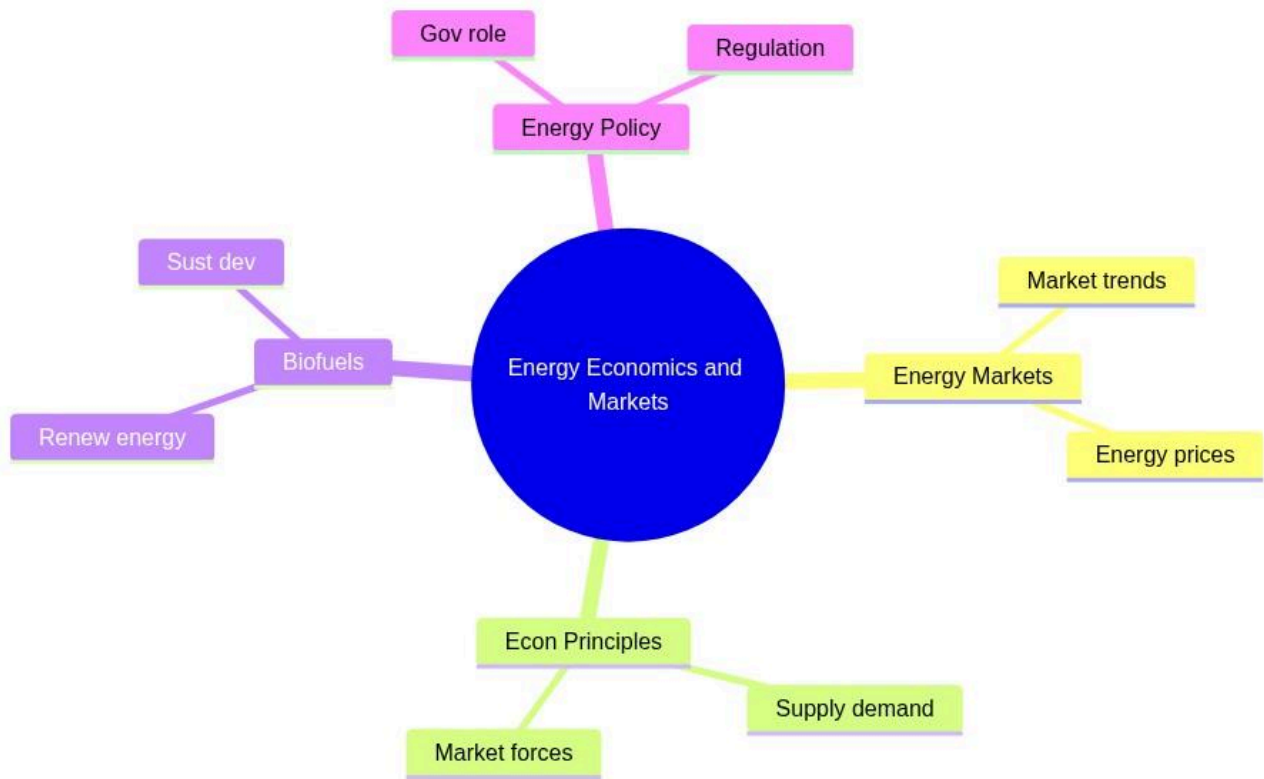 Gov role
Regulation
Energy Policy
Sust dev
Market trends
Biofuels
Energy Economics and
Markets
Energy Markets
Renew energy
Energy prices
Econ Principles
Supply demand
Market forces